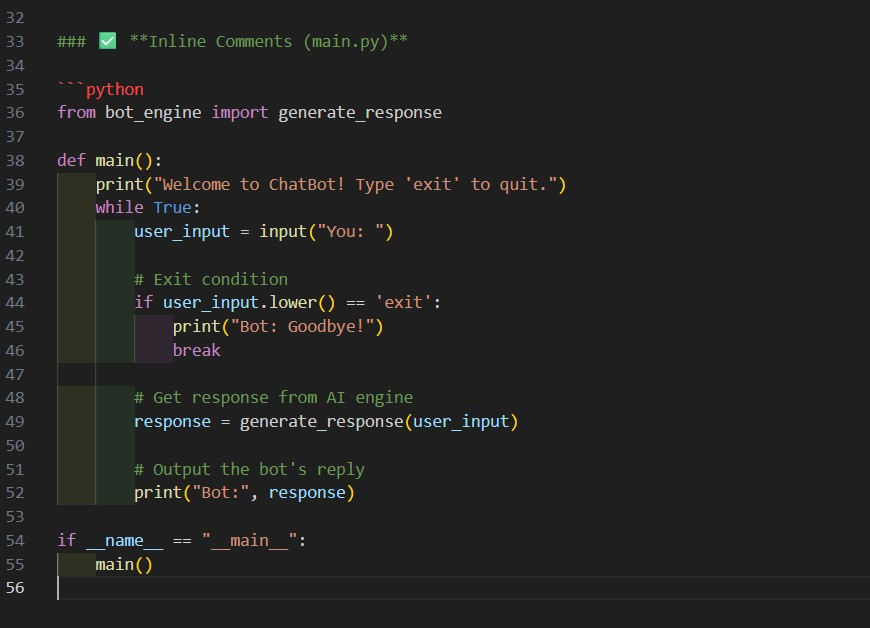 32
33 ### ✅ **Inline Comments (main.py)**
34
35 ```python
36 from bot_engine import generate_response
37
38 def main():
39     print("Welcome to ChatBot! Type 'exit' to quit.")
40     while True:
41         user_input = input("You: ")
42
43         # Exit condition
44         if user_input.lower() == 'exit':
45             print("Bot: Goodbye!")
46             break
47
48         # Get response from AI engine
49         response = generate_response(user_input)
50
51         # Output the bot's reply
52         print("Bot:", response)
53
54 if __name__ == "__main__":
55     main()
56